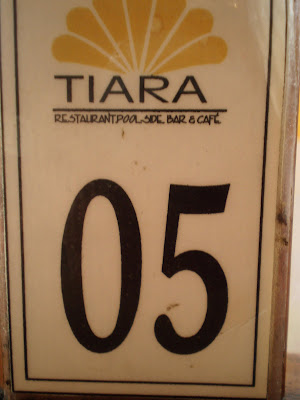 TIARA
RESTAURANT, POOL-SIDE, BAR & CAFÉ
05